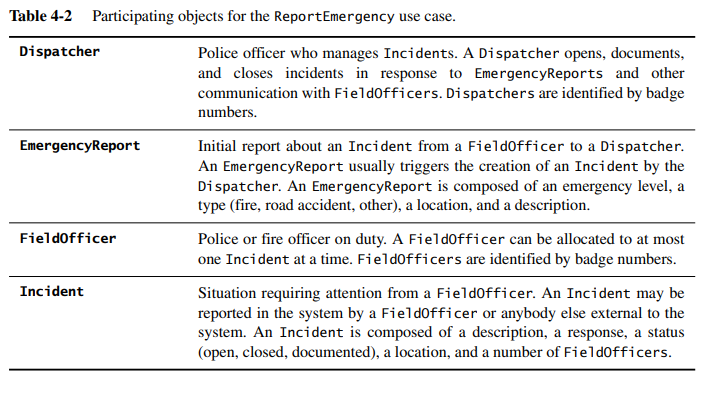 Table 4-2 Participating objects for the ReportEmergency use case.
Dispatcher
Police officer who manages Incidents. A Dispatcher opens, documents,
and closes incidents in response to EmergencyReports and other
communication with FieldOfficers. Dispatchers are identified by badge
numbers.
EmergencyReport
Initial report about an Incident from a FieldOfficer to a Dispatcher.
An EmergencyReport usually triggers the creation of an Incident by the
Dispatcher. An EmergencyReport is composed of an emergency level, a
type (fire, road accident, other), a location, and a description.
FieldOfficer
Police or fire officer on duty. A FieldOfficer can be allocated to at most
one Incident at a time. FieldOfficers are identified by badge numbers.
Incident
Situation requiring attention from a FieldOfficer. An Incident may be
reported in the system by a FieldOfficer or anybody else external to the
system. An Incident is composed of a description, a response, a status
(open, closed, documented), a location, and a number of FieldOfficers.